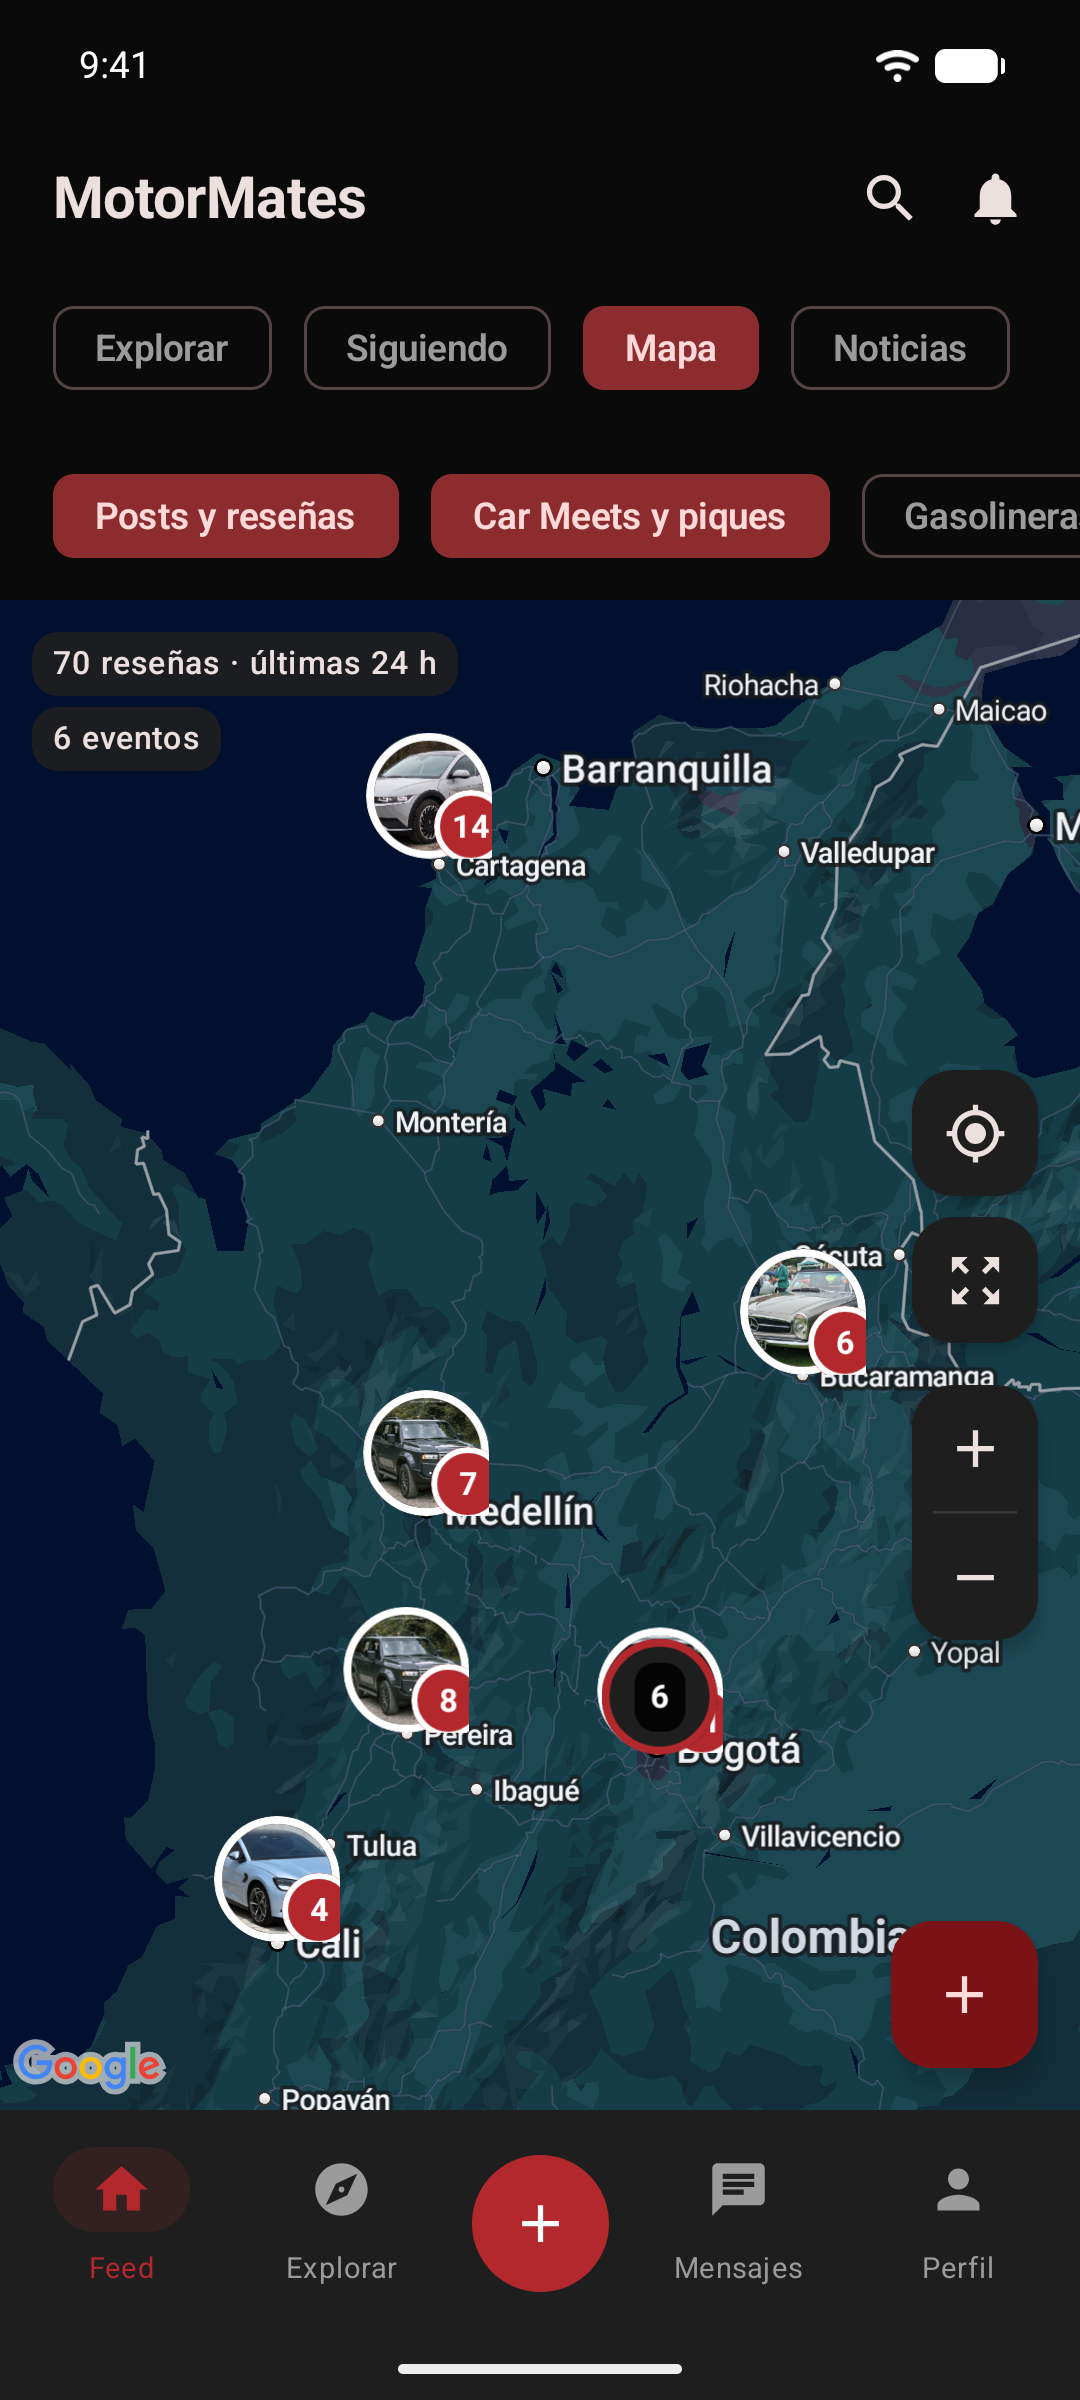 9:41
MotorMates
Explorar
Siguiendo
Mapa
Noticias
Posts y reseñas
Car Meets y piques
Gasolinera
70 reseñas · últimas 24 h
6 eventos
Riohacha
Maicao
Barranquilla
M
14
Cartagena
Valledupar
Montería
Cúcuta
6
Bucaramanga
7
Medellín
8
Pereira
6
Bogotá
Yopal
Ibagué
Tulua
Villavicencio
4
Cali
Colombia
Google
Popayán
Feed
Explorar
Mensajes
Perfil